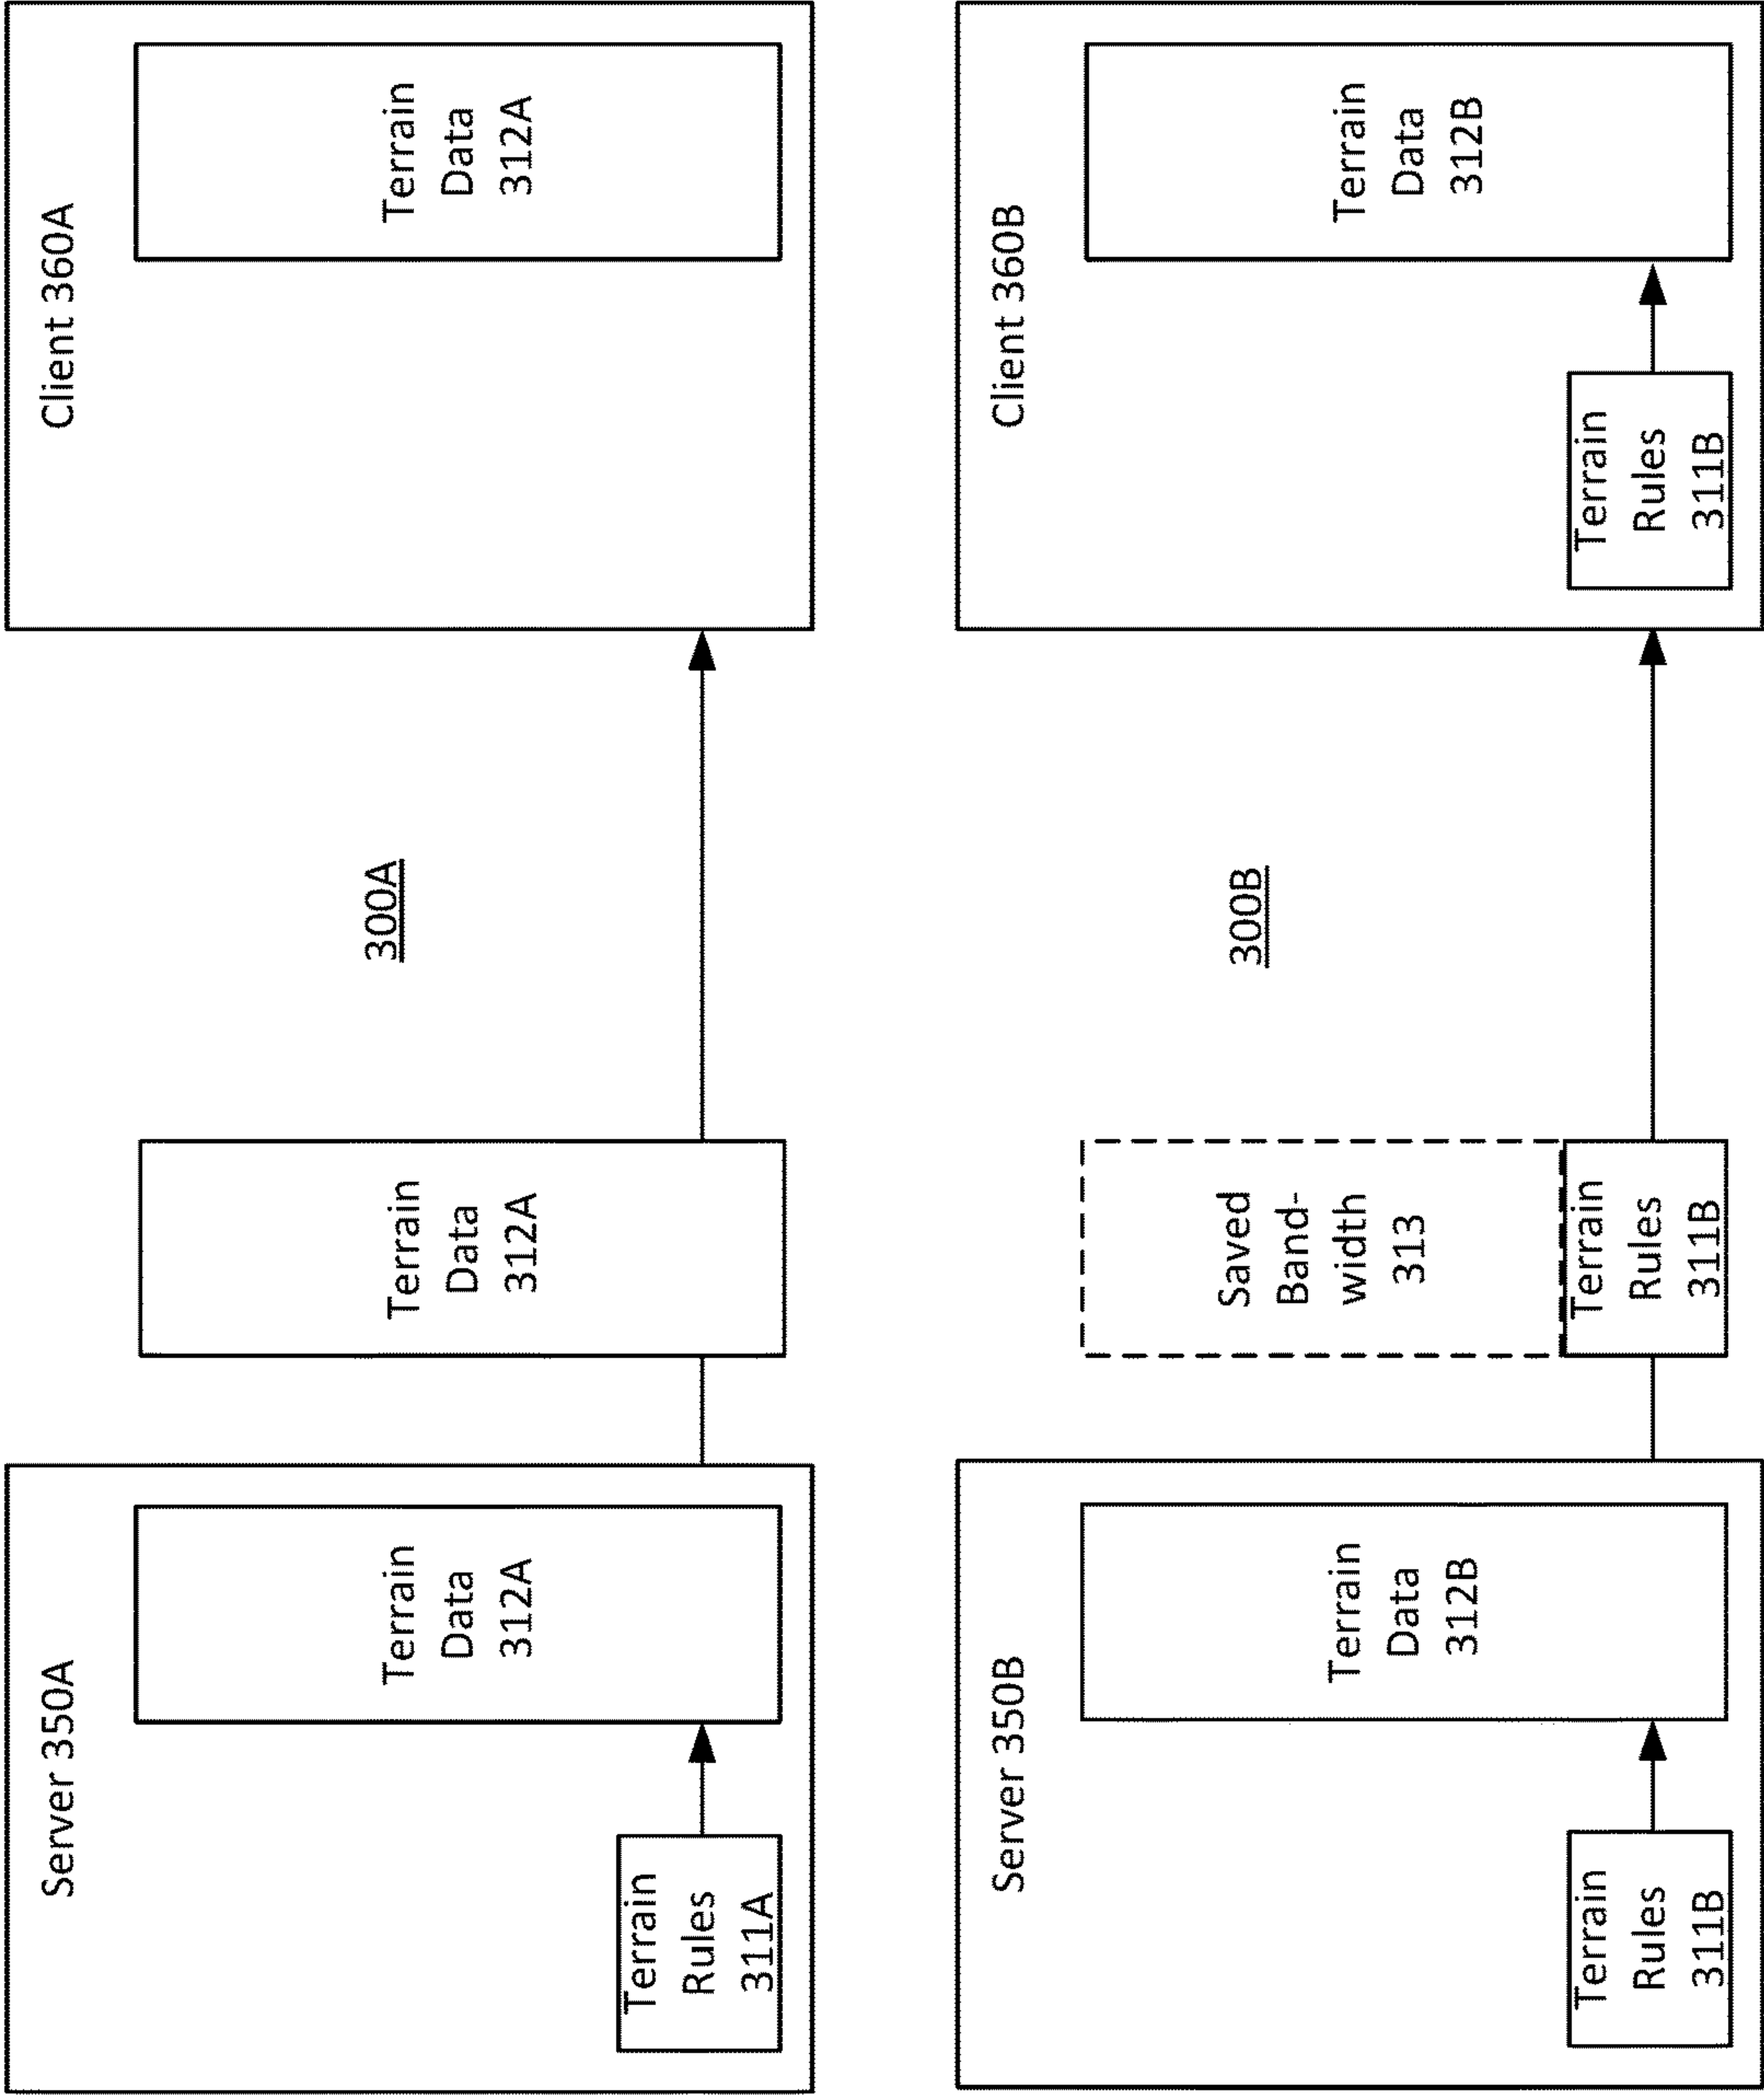 Server 350A
Terrain
Rules
311A
Terrain
Data
312A
Terrain
Data
312A
300A
Client 360A
Terrain
Data
312A
Server 350B
Terrain
Rules
311B
Terrain
Data
312B
Saved
Band-
width
313
Terrain
Rules
311B
300B
Client 360B
Terrain
Rules
311B
Terrain
Data
312B